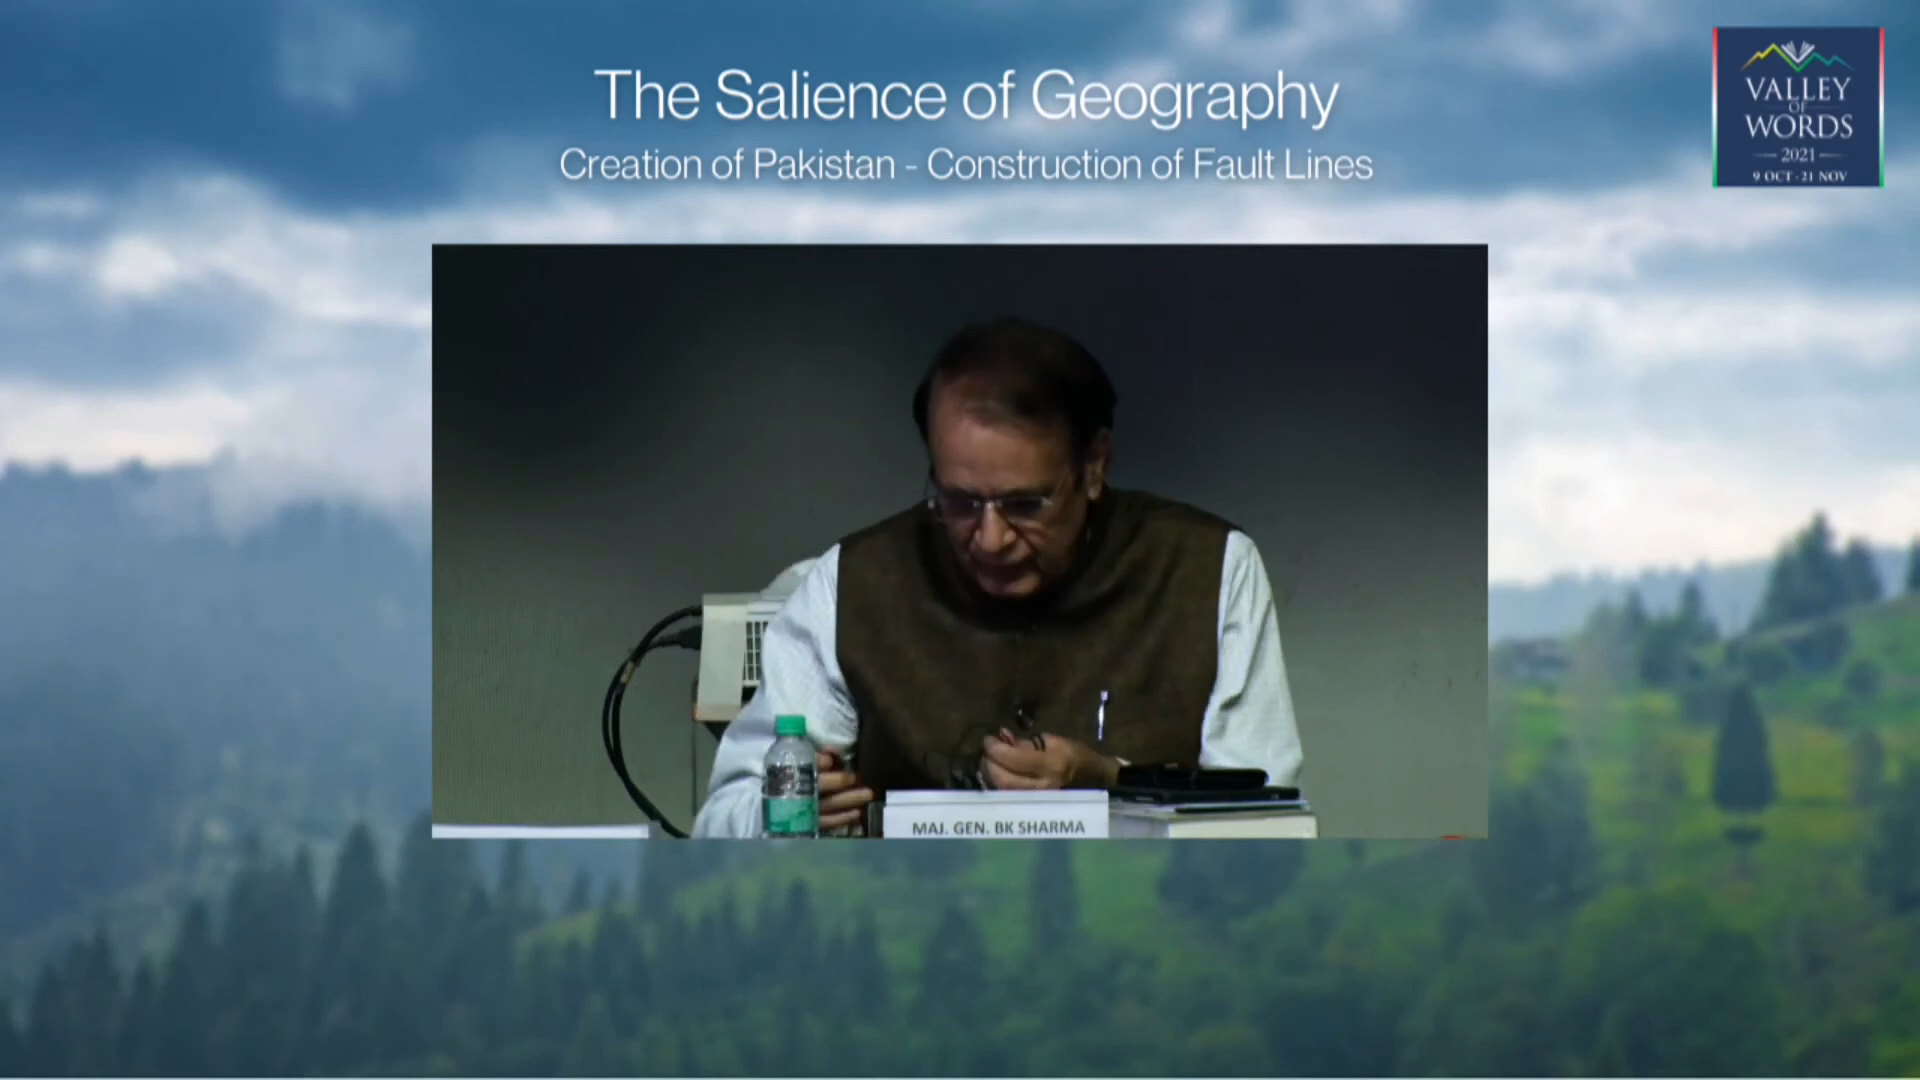 The Salience of Geography
Creation of Pakistan - Construction of Fault Lines
VALLEY
OF
WORDS
2021
9 OCT - 21 NOV
MAJ. GEN. BK SHARMA